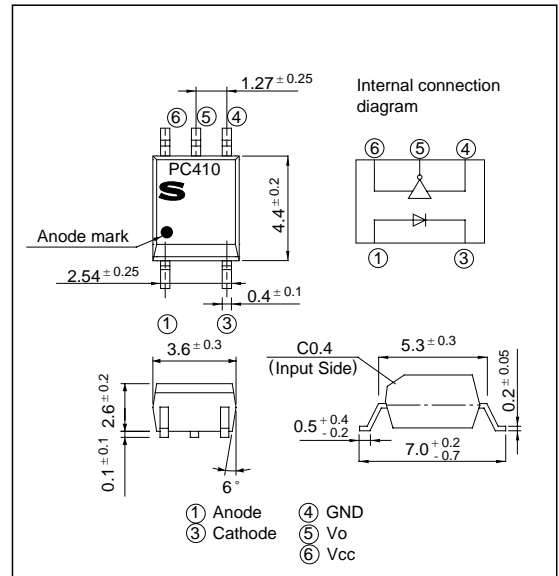 1.27 ± 0.25
Internal connection
diagram
⑥ ⑤ ④
⑥ ⑤ ④
PC410
S
4.4 ± 0.2
Anode mark
2.54 ± 0.25
0.4 ± 0.1
① ③
① ③
3.6 ± 0.3
C0.4
(Input Side)
5.3 ± 0.3
2.6 ± 0.2
0.2 ± 0.05
0.5 + 0.4 - 0.2
0.1 ± 0.1
7.0 + 0.2 - 0.7
6°
① Anode
③ Cathode
④ GND
⑤ Vo
⑥ Vcc